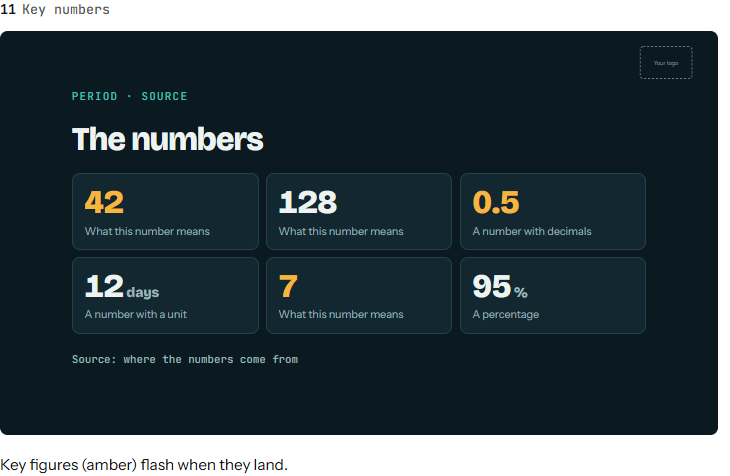 11 Key numbers
Your logo
PERIOD · SOURCE
The numbers
42
What this number means
128
What this number means
0.5
A number with decimals
12 days
A number with a unit
7
What this number means
95 %
A percentage
Source: where the numbers come from
Key figures (amber) flash when they land.